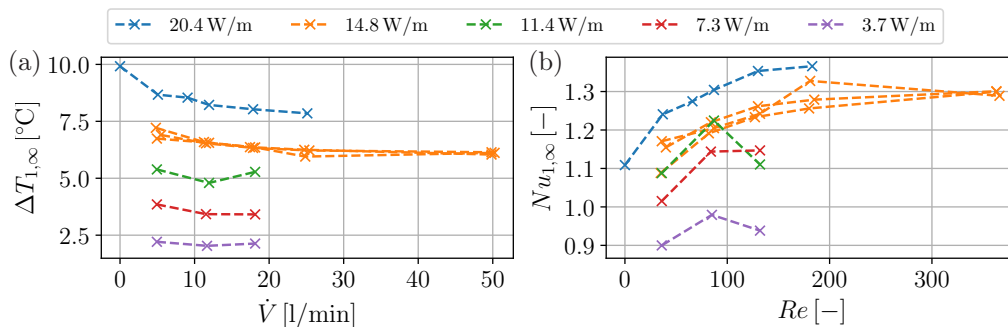 20.4 W/m 14.8 W/m 11.4 W/m 7.3 W/m 3.7 W/m
(a)
10.0
7.5
5.0
2.5
ΔT₁,∞ [°C]
0 10 20 30 40 50
V̇ [l/min]
(b)
1.3
1.2
1.1
1.0
0.9
Nu₁,∞ [−]
0 100 200 300
Re [−]